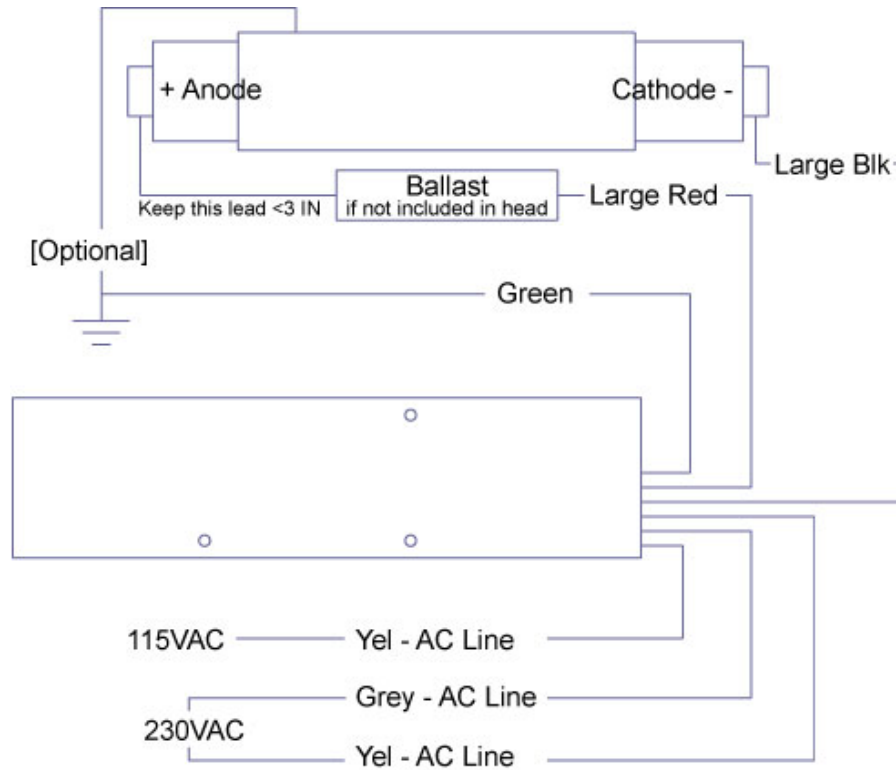 + Anode
Cathode -
Large Blk
Ballast
if not included in head
Large Red
Keep this lead <3 IN
[Optional]
Green
115VAC
Yel - AC Line
Grey - AC Line
230VAC
Yel - AC Line